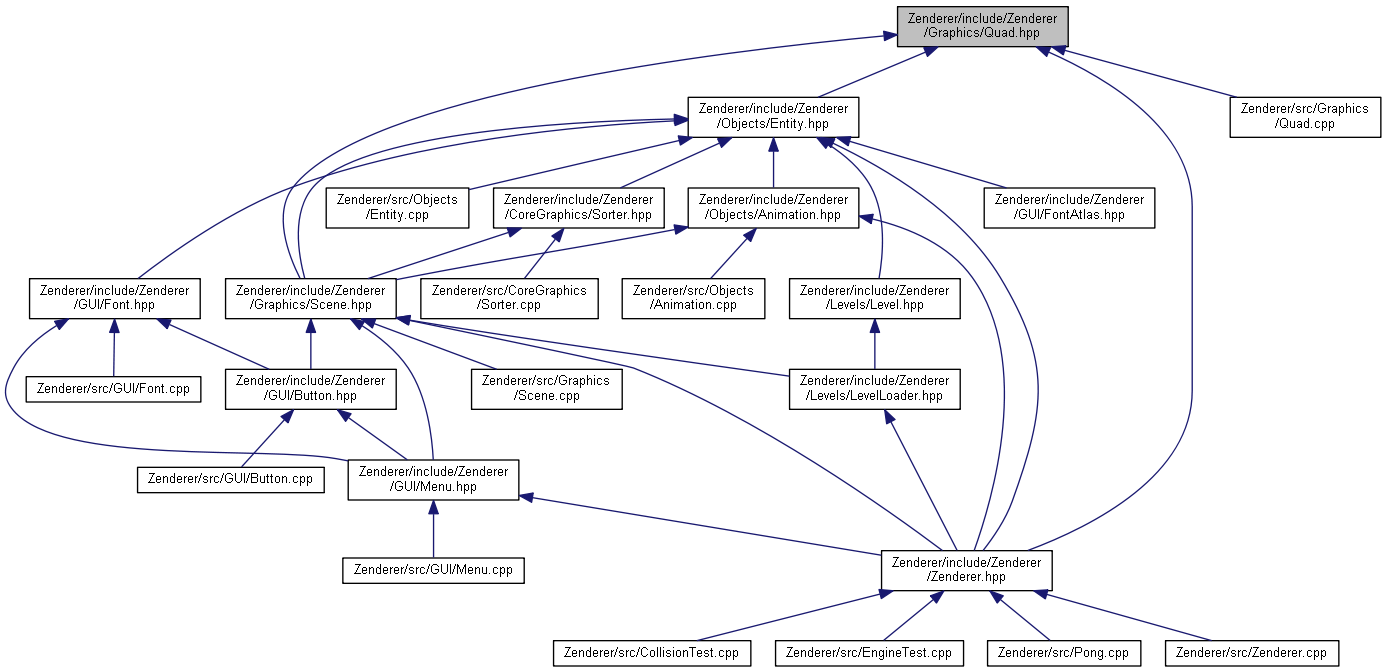 Zenderer/include/Zenderer
/Graphics/Quad.hpp
Zenderer/include/Zenderer
/Objects/Entity.hpp
Zenderer/src/Graphics
/Quad.cpp
Zenderer/src/Objects
/Entity.cpp
Zenderer/include/Zenderer
/CoreGraphics/Sorter.hpp
Zenderer/include/Zenderer
/Objects/Animation.hpp
Zenderer/include/Zenderer
/GUI/FontAtlas.hpp
Zenderer/include/Zenderer
/GUI/Font.hpp
Zenderer/include/Zenderer
/Graphics/Scene.hpp
Zenderer/src/CoreGraphics
/Sorter.cpp
Zenderer/src/Objects
/Animation.cpp
Zenderer/include/Zenderer
/Levels/Level.hpp
Zenderer/src/GUI/Font.cpp
Zenderer/include/Zenderer
/GUI/Button.hpp
Zenderer/src/Graphics
/Scene.cpp
Zenderer/include/Zenderer
/Levels/LevelLoader.hpp
Zenderer/src/GUI/Button.cpp
Zenderer/include/Zenderer
/GUI/Menu.hpp
Zenderer/src/GUI/Menu.cpp
Zenderer/include/Zenderer
/Zenderer.hpp
Zenderer/src/CollisionTest.cpp
Zenderer/src/EngineTest.cpp
Zenderer/src/Pong.cpp
Zenderer/src/Zenderer.cpp